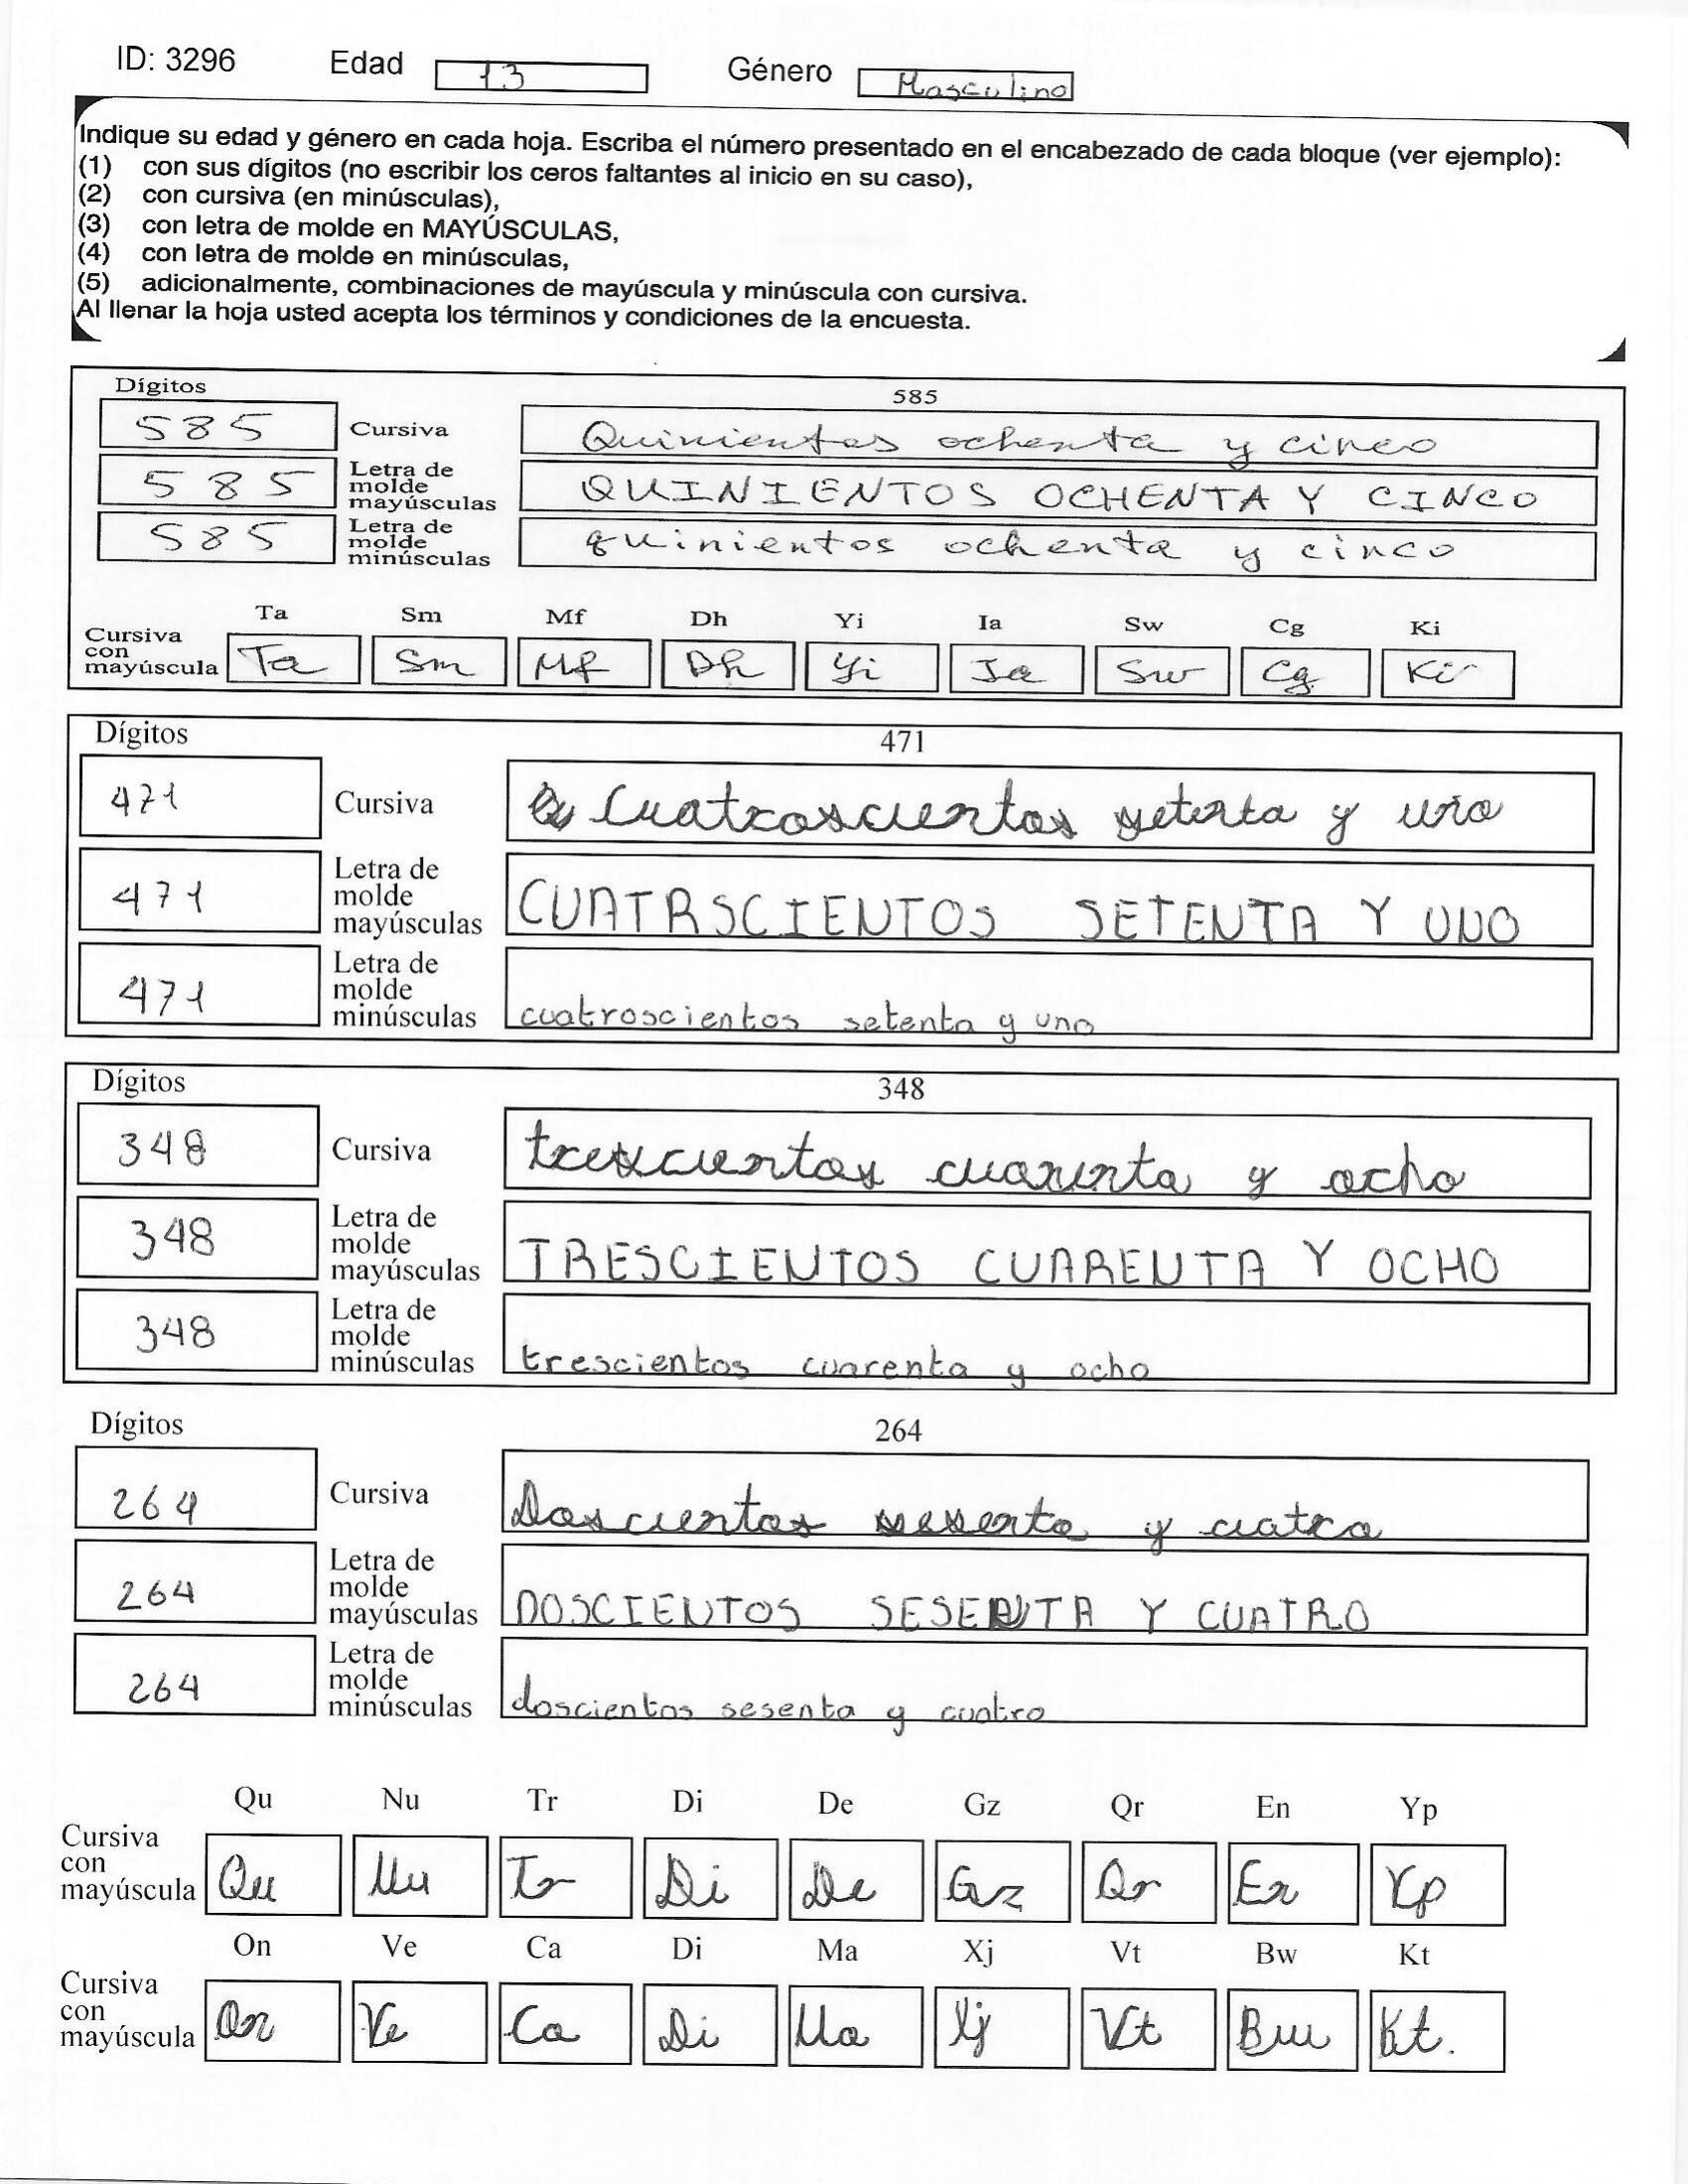 ID: 3296 Edad 13 Género Masculino
Indique su edad y género en cada hoja. Escriba el número presentado en el encabezado de cada bloque (ver ejemplo):
(1) con sus dígitos (no escribir los ceros faltantes al inicio en su caso),
(2) con cursiva (en minúsculas),
(3) con letra de molde en MAYÚSCULAS,
(4) con letra de molde en minúsculas,
(5) adicionalmente, combinaciones de mayúscula y minúscula con cursiva.
Al llenar la hoja usted acepta los términos y condiciones de la encuesta.
Dígitos 585
585 Cursiva Quinientos ochenta y cinco
585 Letra de molde mayúsculas QUINIENTOS OCHENTA Y CINCO
585 Letra de molde minúsculas quinientos ochenta y cinco
Ta Sm Mf Dh Yi Ia Sw Cg Ki
Cursiva con mayúscula Ta Sm Mf Dh Yi Ia Sw Cg Ki
Dígitos 471
471 Cursiva Cuatroscientos setenta y uno
471 Letra de molde mayúsculas CUATRSCIENTOS SETENTA Y UNO
471 Letra de molde minúsculas cuatroscientos setenta y uno
Dígitos 348
348 Cursiva trescientos cuarenta y ocho
348 Letra de molde mayúsculas TRESCIENTOS CUARENTA Y OCHO
348 Letra de molde minúsculas trescientos cuarenta y ocho
Dígitos 264
264 Cursiva Doscientos sesenta y cuatro
264 Letra de molde mayúsculas DOSCIENTOS SESENTA Y CUATRO
264 Letra de molde minúsculas doscientos sesenta y cuatro
Qu Nu Tr Di De Gz Qr En Yp
Cursiva con mayúscula Qu Nu Tr Di De Gz Qr En Yp
On Ve Ca Di Ma Xj Vt Bw Kt
Cursiva con mayúscula On Ve Ca Di Ma Xj Vt Bw Kt.